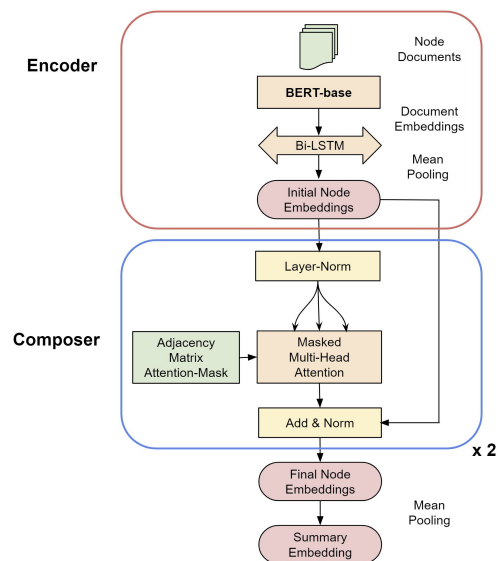 Node
Documents
Encoder
BERT-base
Document
Embeddings
Bi-LSTM
Mean
Pooling
Initial Node
Embeddings
Layer-Norm
Composer
Adjacency
Matrix
Attention-Mask
Masked
Multi-Head
Attention
Add & Norm
x 2
Final Node
Embeddings
Mean
Pooling
Summary
Embedding